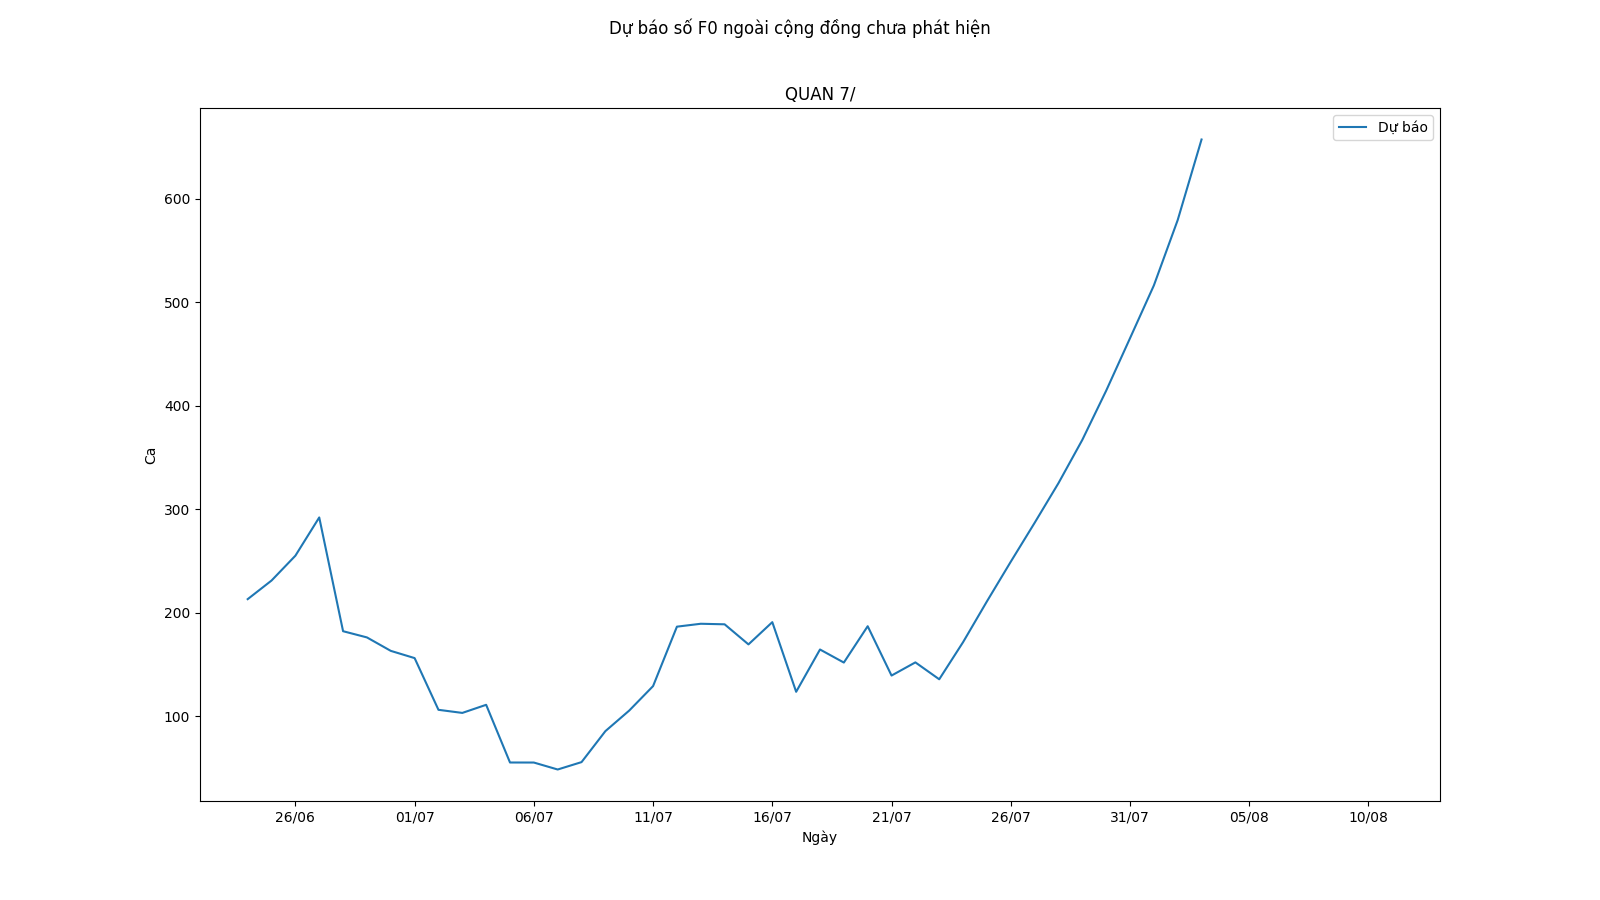 Dự báo số F0 ngoài cộng đồng chưa phát hiện
QUAN 7/
Dự báo
600
500
400
300
200
100
Ca
26/06 01/07 06/07 11/07 16/07 21/07 26/07 31/07 05/08 10/08
Ngày